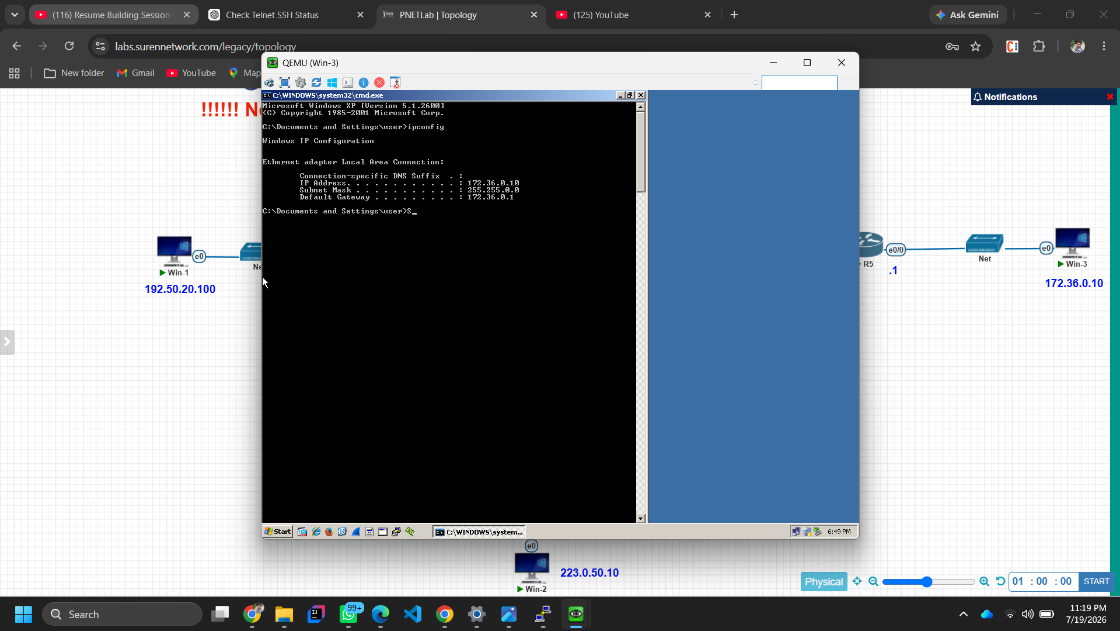 (116) Resume Building Session
Check Telnet SSH Status
PNETLab | Topology
(125) YouTube
Ask Gemini
labs.surennetwork.com/legacy/topology
New folder
Gmail
YouTube
QEMU (Win-3)
Notifications
C:\WINDOWS\system32\cmd.exe
Microsoft Windows XP [Version 5.1.2600]
(C) Copyright 1985-2001 Microsoft Corp.
C:\Documents and Settings\user>ipconfig
Windows IP Configuration
Ethernet adapter Local Area Connection:
Connection-specific DNS Suffix . :
IP Address. . . . . . . . . . . . : 172.36.0.10
Subnet Mask . . . . . . . . . . . : 255.255.0.0
Default Gateway . . . . . . . . . : 172.36.0.1
C:\Documents and Settings\user>$_
e0
Win-1
192.50.20.100
R5
e0/0
.1
Net
e0
Win-3
172.36.0.10
Start
C:\WINDOWS\system...
6:49 PM
e0
Win-2
223.0.50.10
Physical
01 : 00 : 00
START
Search
99+
11:19 PM
7/19/2026